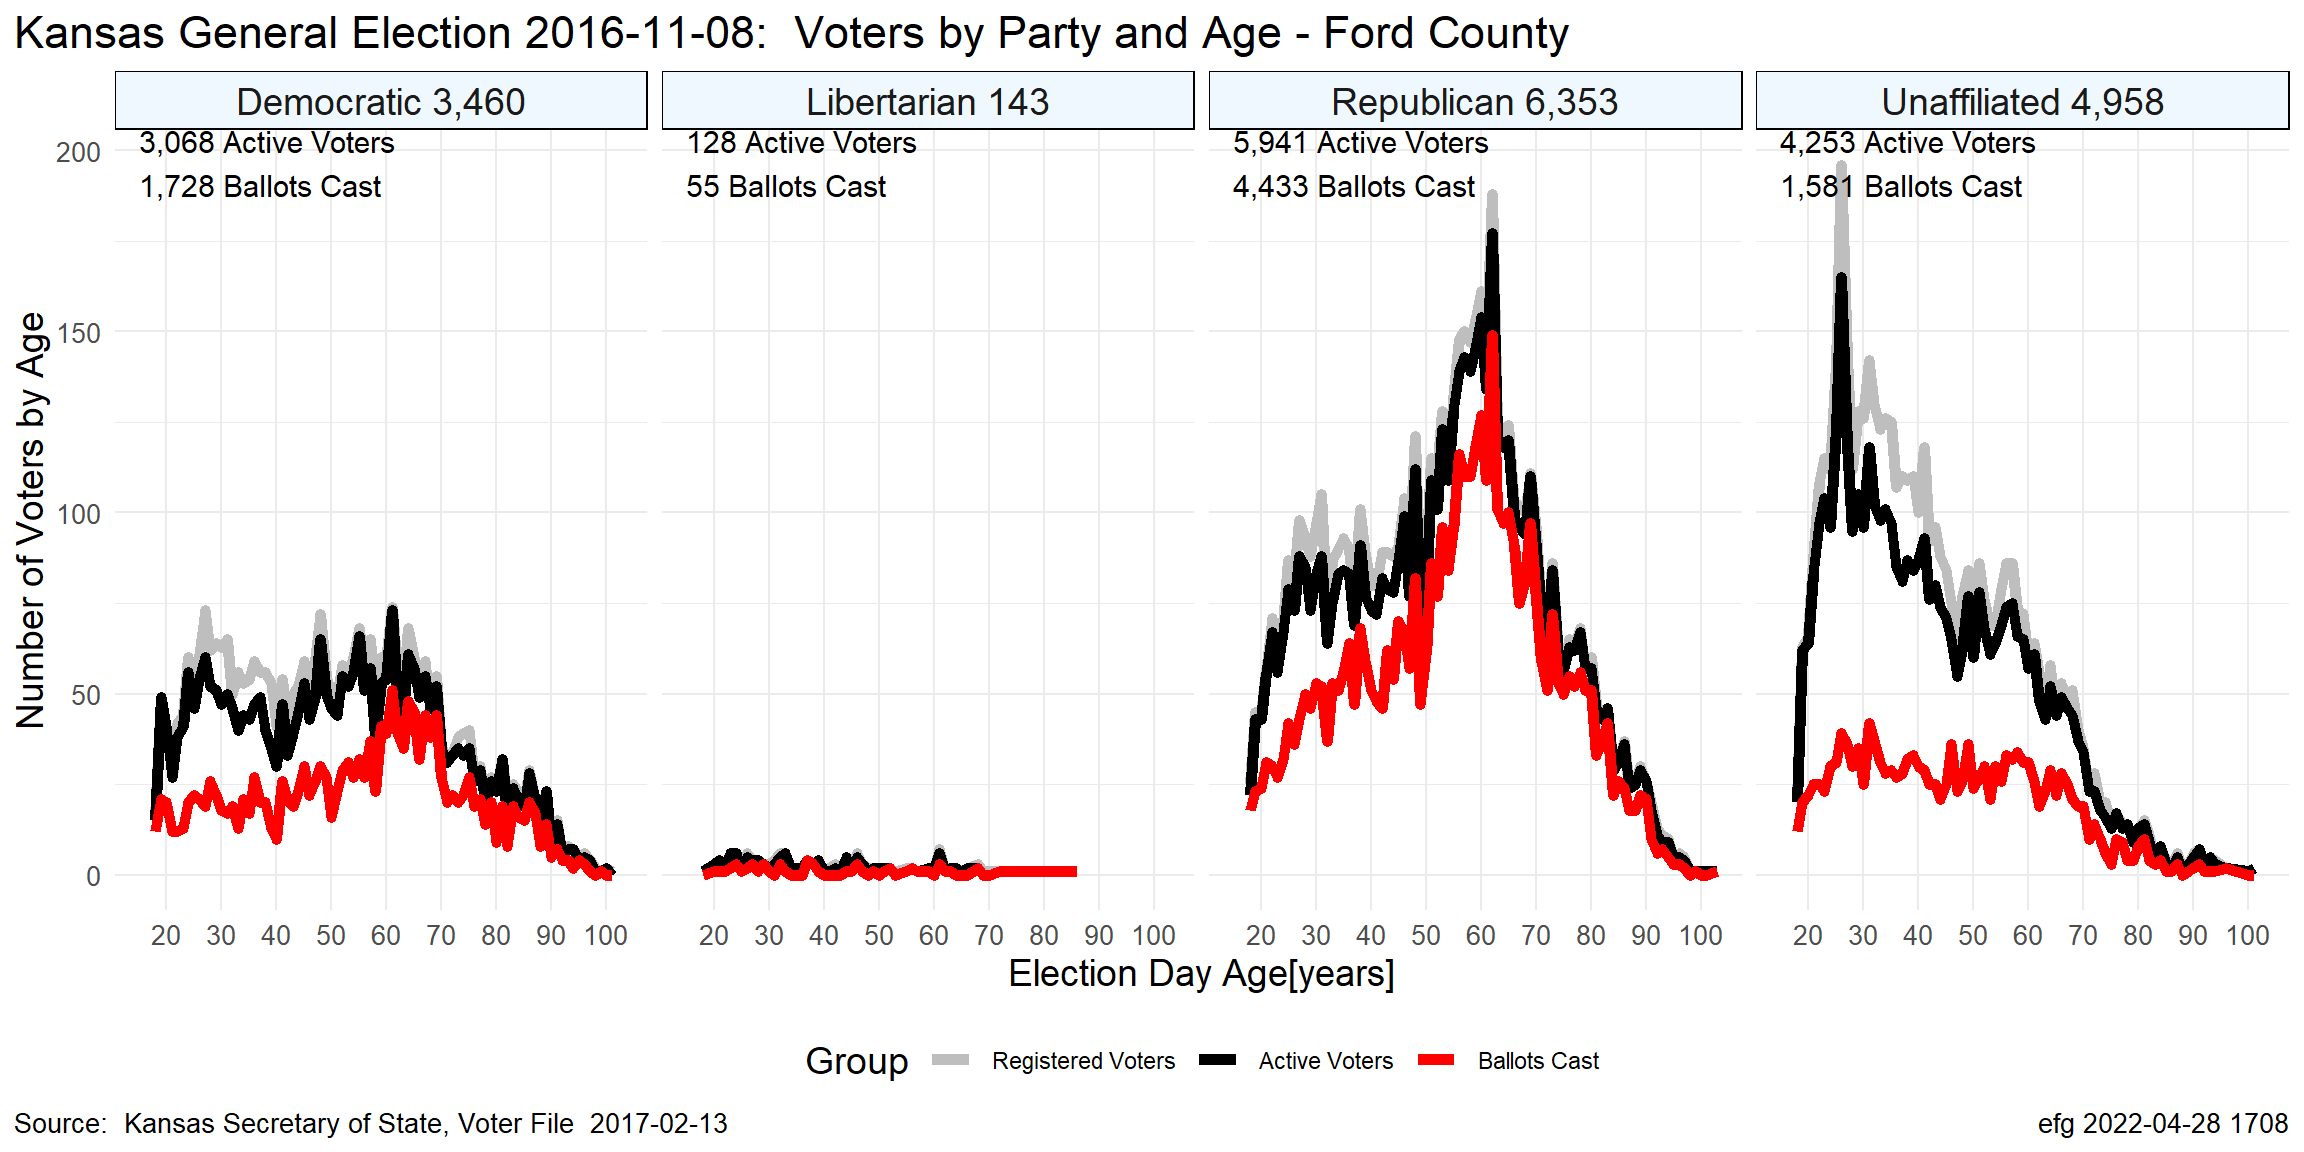 Kansas General Election 2016-11-08:  Voters by Party and Age - Ford County
Democratic 3,460
Libertarian 143
Republican 6,353
Unaffiliated 4,958
3,068 Active Voters
1,728 Ballots Cast
128 Active Voters
55 Ballots Cast
5,941 Active Voters
4,433 Ballots Cast
4,253 Active Voters
1,581 Ballots Cast
Number of Voters by Age
200
150
100
50
0
20 30 40 50 60 70 80 90 100
20 30 40 50 60 70 80 90 100
20 30 40 50 60 70 80 90 100
20 30 40 50 60 70 80 90 100
Election Day Age[years]
Group Registered Voters Active Voters Ballots Cast
Source:  Kansas Secretary of State, Voter File  2017-02-13
efg 2022-04-28 1708